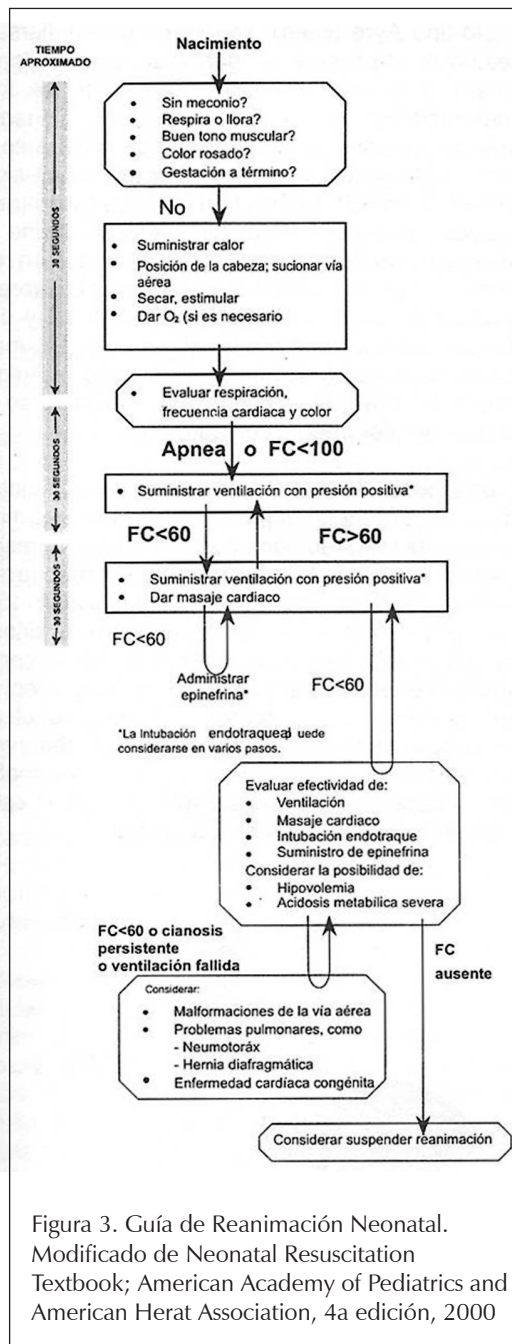 Nacimiento
TIEMPO
APROXIMADO
• Sin meconio?
• Respira o llora?
• Buen tono muscular?
• Color rosado?
• Gestación a término?
No
30 SEGUNDOS
• Suministrar calor
• Posición de la cabeza; sucionar vía
aérea
• Secar, estimular
• Dar O₂ (si es necesario
• Evaluar respiración,
frecuencia cardiaca y color
Apnea o FC<100
30 SEGUNDOS
• Suministrar ventilación con presión positiva*
FC<60 FC>60
30 SEGUNDOS
• Suministrar ventilación con presión positiva*
• Dar masaje cardiaco
FC<60
Administrar
epinefrina*
FC<60
*La Intubación endotraqueal puede
considerarse en varios pasos.
Evaluar efectividad de:
• Ventilación
• Masaje cardiaco
• Intubación endotraque
• Suministro de epinefrina
Considerar la posibilidad de:
• Hipovolemia
• Acidosis metabílica severa
FC<60 o cianosis
persistente
o ventilación fallida
FC
ausente
Considerar:
• Malformaciones de la vía aérea
• Problemas pulmonares, como
- Neumotoráx
- Hernia diafragmática
• Enfermedad cardíaca congénita
Considerar suspender reanimación
Figura 3. Guía de Reanimación Neonatal.
Modificado de Neonatal Resuscitation
Textbook; American Academy of Pediatrics and
American Herat Association, 4a edición, 2000